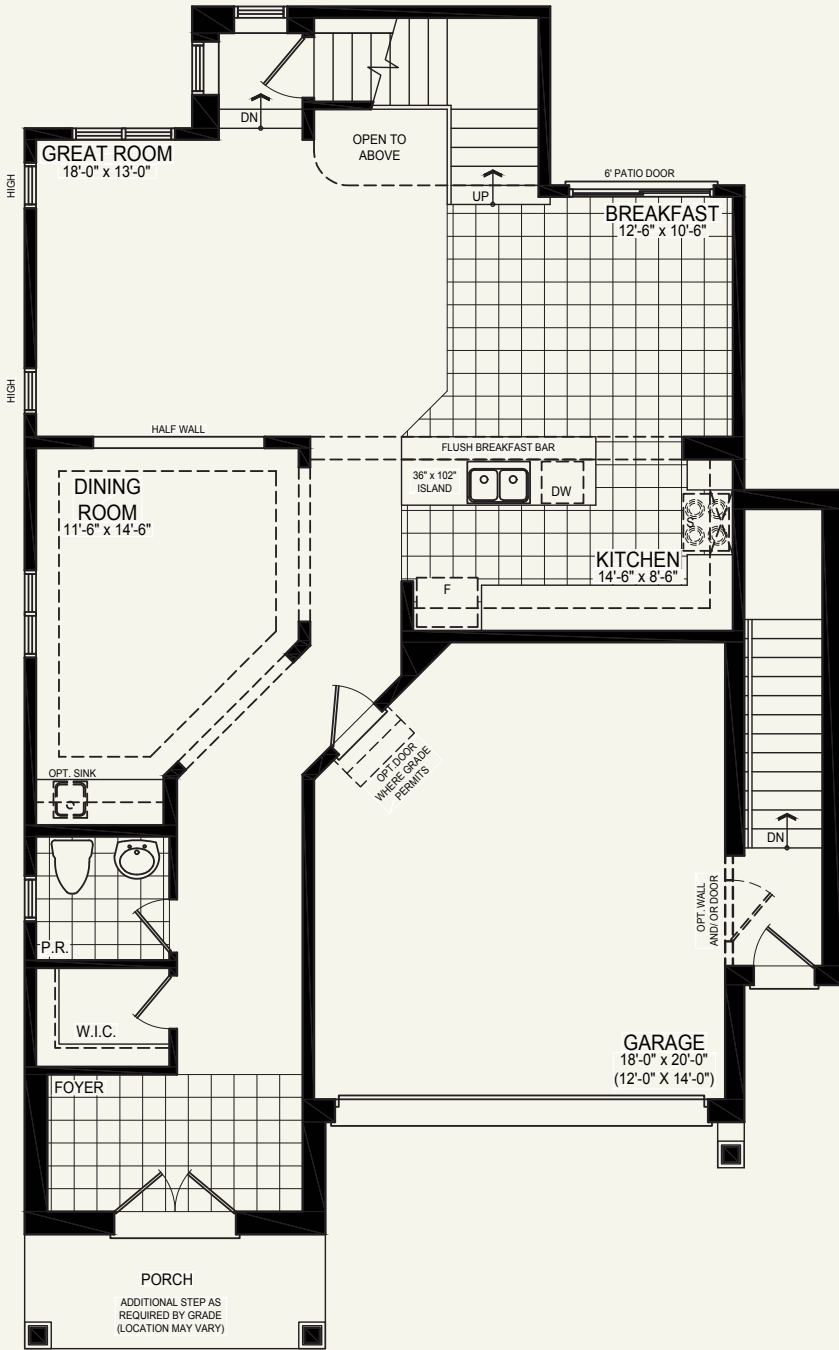 DN
OPEN TO
ABOVE
GREAT ROOM
18'-0" x 13'-0"
HIGH
6' PATIO DOOR
UP
BREAKFAST
12'-6" x 10'-6"
HIGH
HALF WALL
FLUSH BREAKFAST BAR
36" x 102"
ISLAND
DW
DINING
ROOM
11'-6" x 14'-6"
S
V
KITCHEN
14'-6" x 8'-6"
F
OPT. DOOR
WHERE GRADE
PERMITS
OPT. SINK
DN
OPT. WALL
AND/ OR DOOR
P.R.
W.I.C.
GARAGE
18'-0" x 20'-0"
(12'-0" X 14'-0")
FOYER
PORCH
ADDITIONAL STEP AS
REQUIRED BY GRADE
(LOCATION MAY VARY)